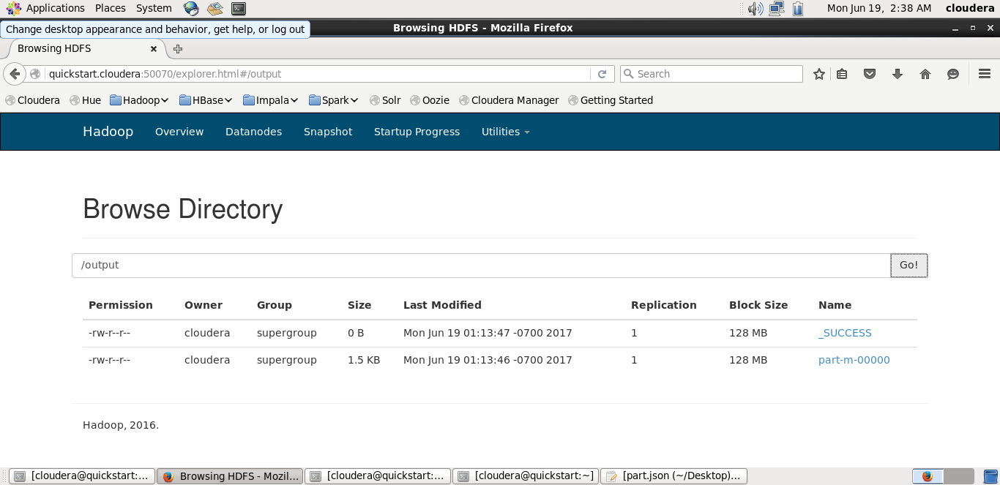 Applications Places System Mon Jun 19, 2:38 AM cloudera
Change desktop appearance and behavior, get help, or log out
Browsing HDFS - Mozilla Firefox
Browsing HDFS
quickstart.cloudera:50070/explorer.html#/output Search
Cloudera Hue Hadoop HBase Impala Spark Solr Oozie Cloudera Manager Getting Started
Hadoop Overview Datanodes Snapshot Startup Progress Utilities
Browse Directory
/output Go!
Permission Owner Group Size Last Modified Replication Block Size Name
-rw-r--r-- cloudera supergroup 0 B Mon Jun 19 01:13:47 -0700 2017 1 128 MB _SUCCESS
-rw-r--r-- cloudera supergroup 1.5 KB Mon Jun 19 01:13:46 -0700 2017 1 128 MB part-m-00000
Hadoop, 2016.
[cloudera@quickstart:... Browsing HDFS - Mozil... [cloudera@quickstart:... [cloudera@quickstart:~] [part.json (~/Desktop)...